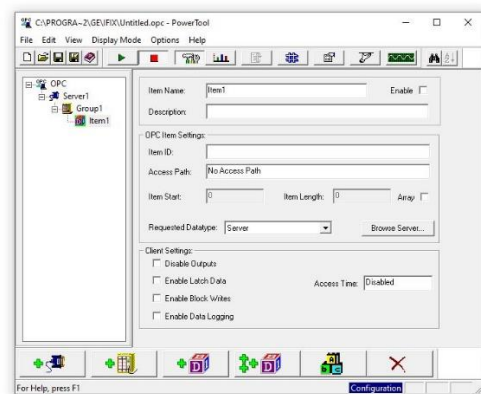 C:\PROGRA~2\GE\IFIX\Untitled.opc - PowerTool
File Edit View Display Mode Options Help
OPC
Server1
Group1
Item1
Item Name: Item1 Enable
Description:
OPC Item Settings:
Item ID:
Access Path: No Access Path
Item Start: 0 Item Length: 0 Array
Requested Datatype: Server Browse Server...
Client Settings:
Disable Outputs
Enable Latch Data Access Time: Disabled
Enable Block Writes
Enable Data Logging
For Help, press F1 Configuration